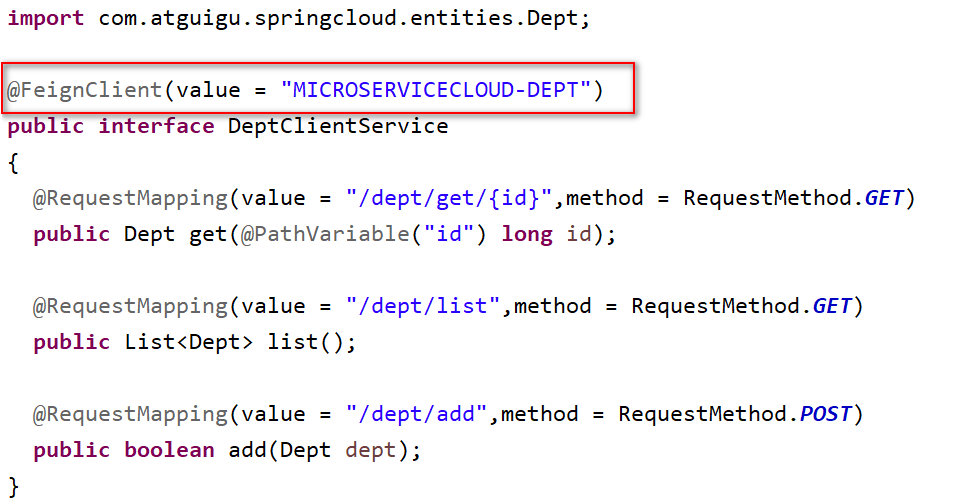 import com.atguigu.springcloud.entities.Dept;
@FeignClient(value = "MICROSERVICECLOUD-DEPT")
public interface DeptClientService
{
@RequestMapping(value = "/dept/get/{id}",method = RequestMethod.GET)
public Dept get(@PathVariable("id") long id);
@RequestMapping(value = "/dept/list",method = RequestMethod.GET)
public List<Dept> list();
@RequestMapping(value = "/dept/add",method = RequestMethod.POST)
public boolean add(Dept dept);
}